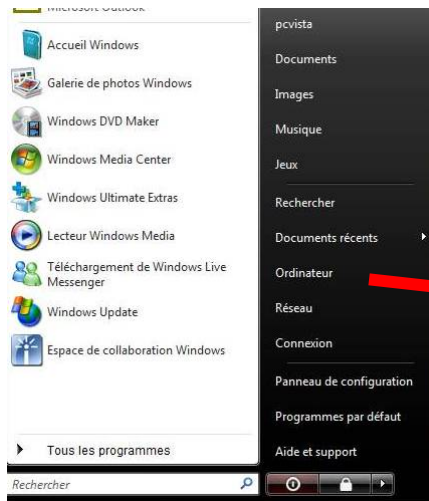 Microsoft Outlook
Accueil Windows
Galerie de photos Windows
Windows DVD Maker
Windows Media Center
Windows Ultimate Extras
Lecteur Windows Media
Téléchargement de Windows Live
Messenger
Windows Update
Espace de collaboration Windows
Tous les programmes
Rechercher
pcvista
Documents
Images
Musique
Jeux
Rechercher
Documents récents
Ordinateur
Réseau
Connexion
Panneau de configuration
Programmes par défaut
Aide et support